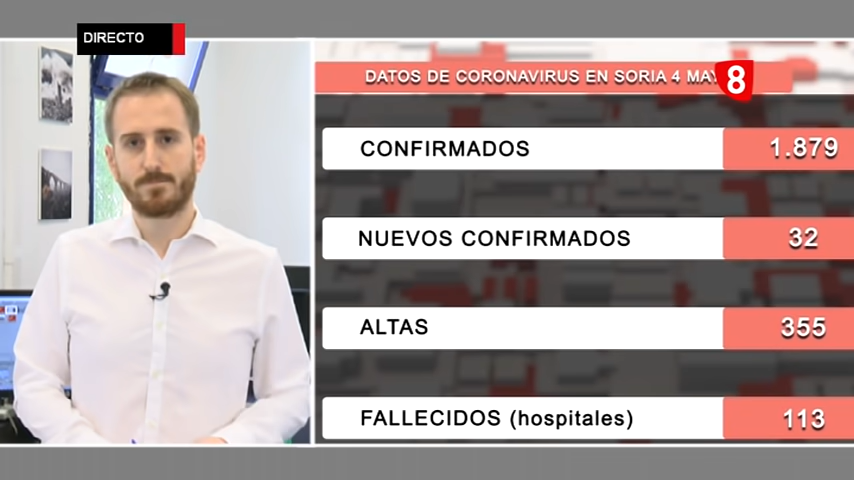 DIRECTO
DATOS DE CORONAVIRUS EN SORIA 4 MAY
8
CONFIRMADOS 1.879
NUEVOS CONFIRMADOS 32
ALTAS 355
FALLECIDOS (hospitales) 113